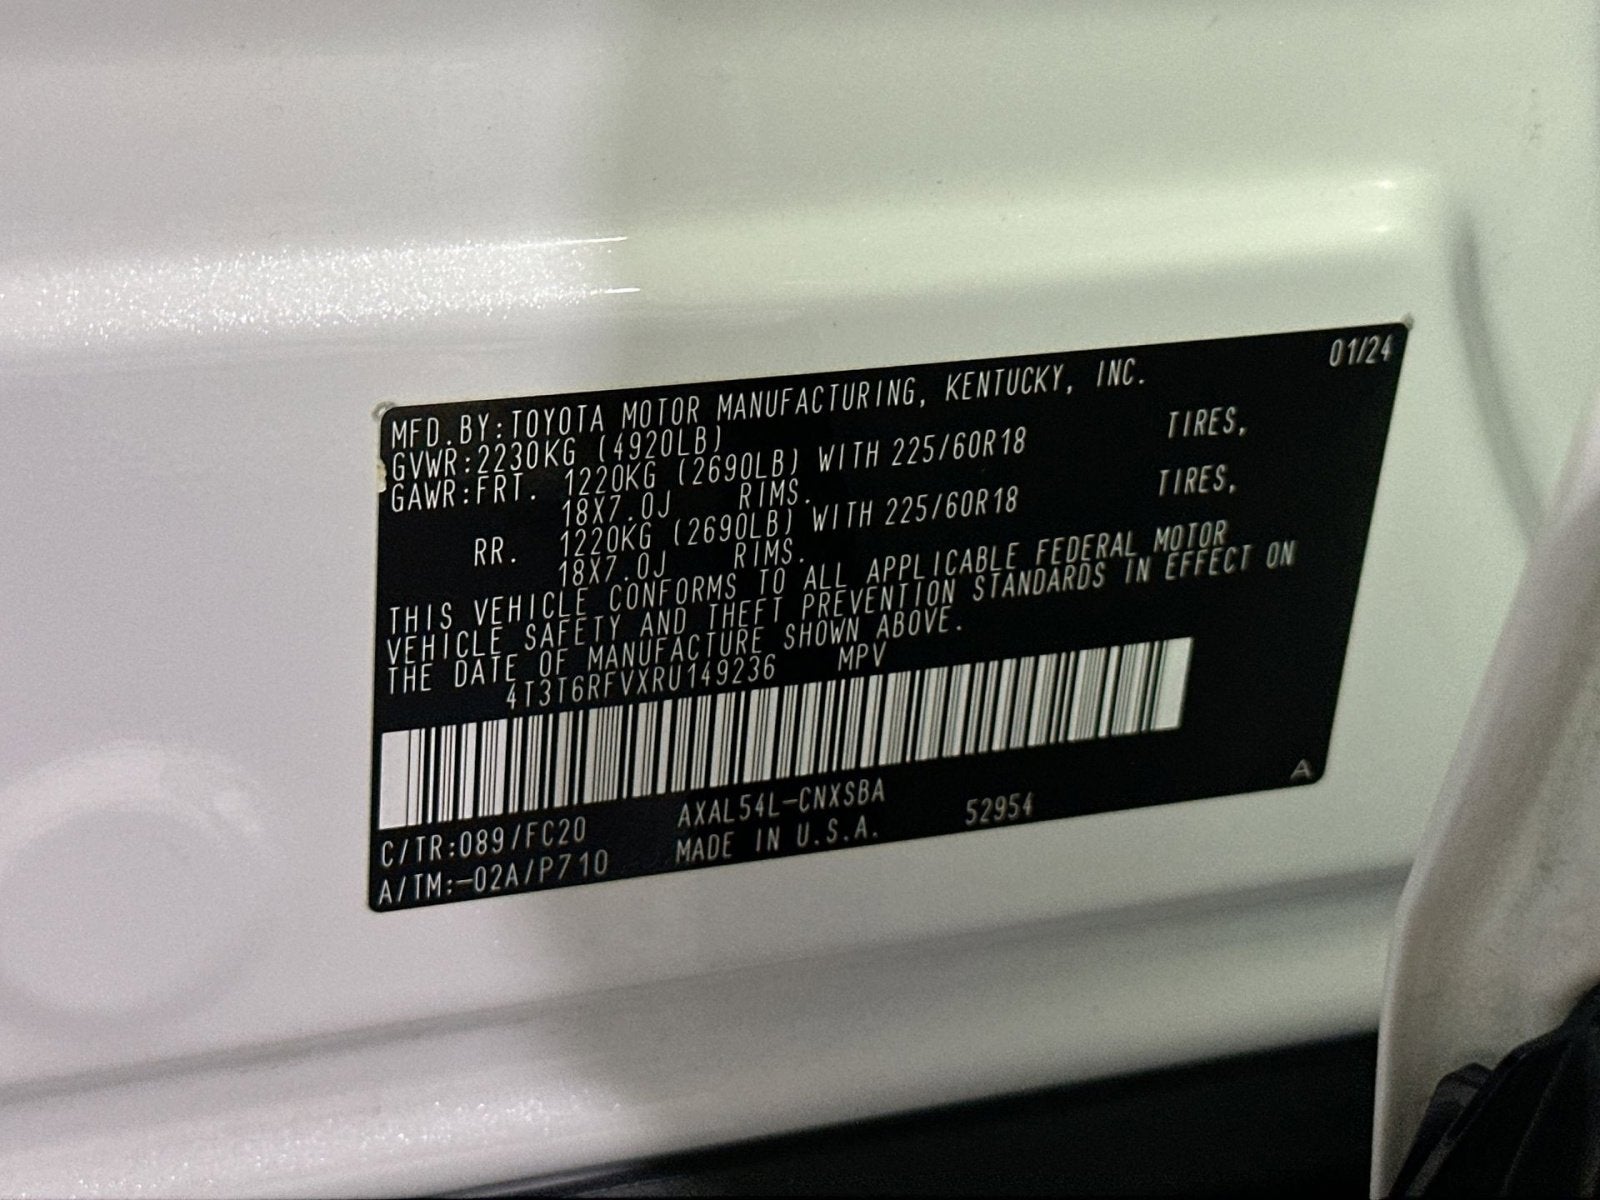 01/24
MFD.BY:TOYOTA MOTOR MANUFACTURING, KENTUCKY, INC.
GVWR:2230KG (4920LB)
GAWR:FRT. 1220KG (2690LB) WITH 225/60R18 TIRES,
18X7.0J RIMS.
RR. 1220KG (2690LB) WITH 225/60R18 TIRES,
18X7.0J RIMS.
THIS VEHICLE CONFORMS TO ALL APPLICABLE FEDERAL MOTOR
VEHICLE SAFETY AND THEFT PREVENTION STANDARDS IN EFFECT ON
THE DATE OF MANUFACTURE SHOWN ABOVE.
4T3T6RFVXRU149236 MPV
C/TR:089/FC20 AXAL54L-CNXSBA 52954 A
A/TM:-02A/P710 MADE IN U.S.A.